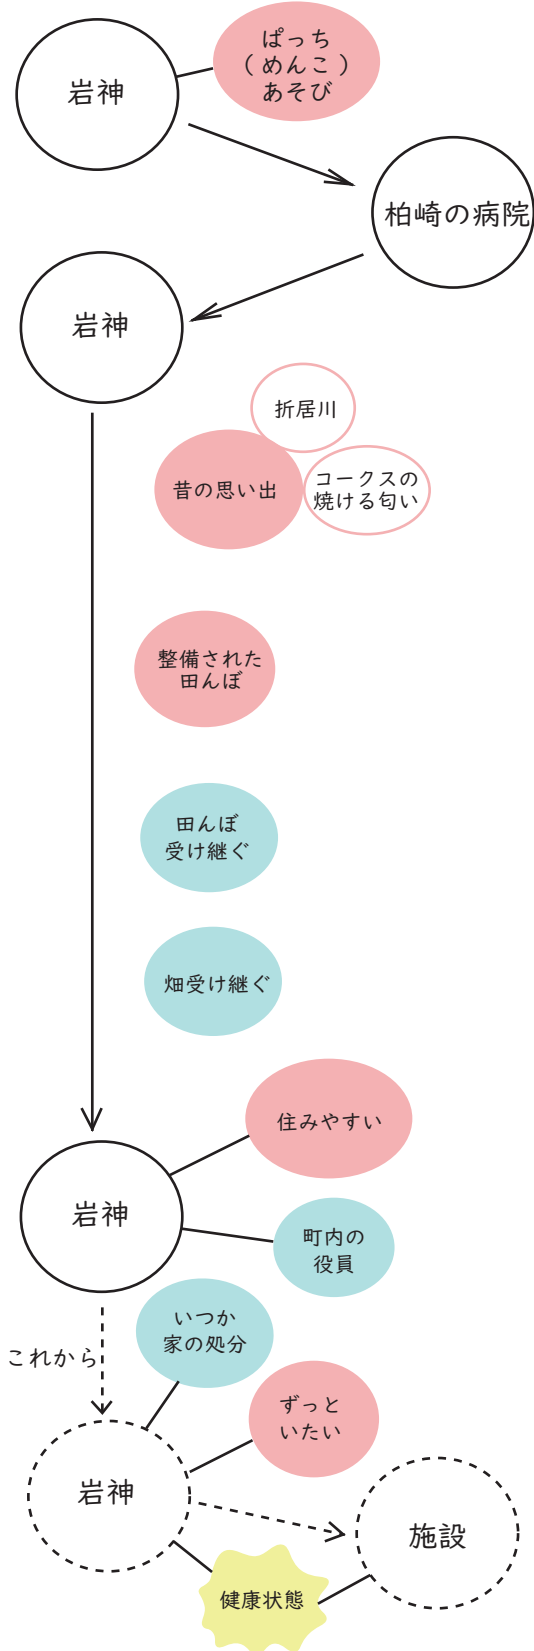 岩神
ぱっち
( めんこ )
あそび
柏崎の病院
岩神
折居川
昔の思い出
コークスの
焼ける匂い
整備された
田んぼ
田んぼ
受け継ぐ
畑受け継ぐ
住みやすい
岩神
町内の
役員
いつか
家の処分
これから
ずっと
いたい
岩神
施設
健康状態